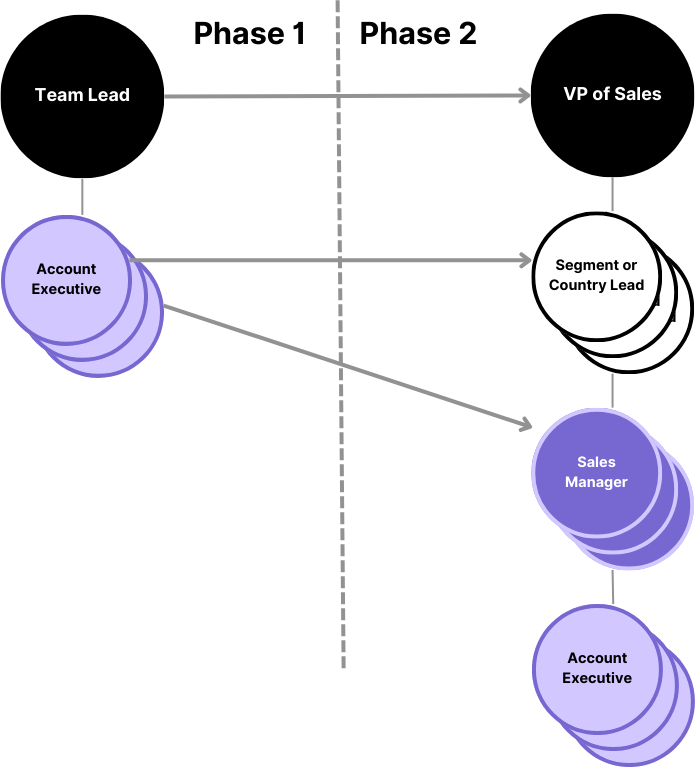 Phase 1
Phase 2
Team Lead
VP of Sales
Account
Executive
Segment or
Country Lead
Sales
Manager
Account
Executive